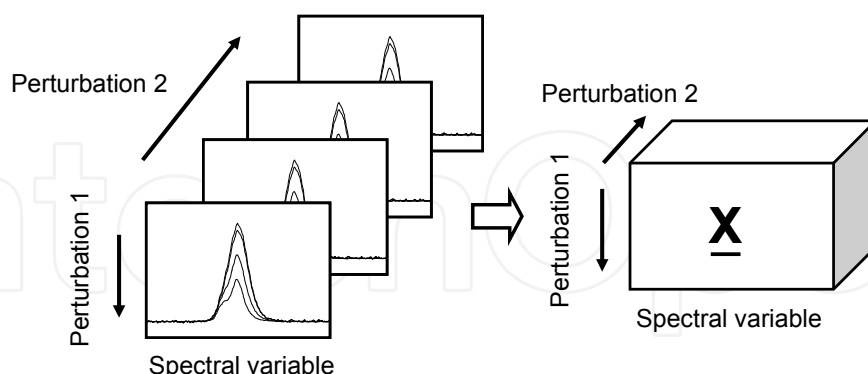 Perturbation 2
Perturbation 1
Spectral variable
Perturbation 2
Perturbation 1
X
Spectral variable